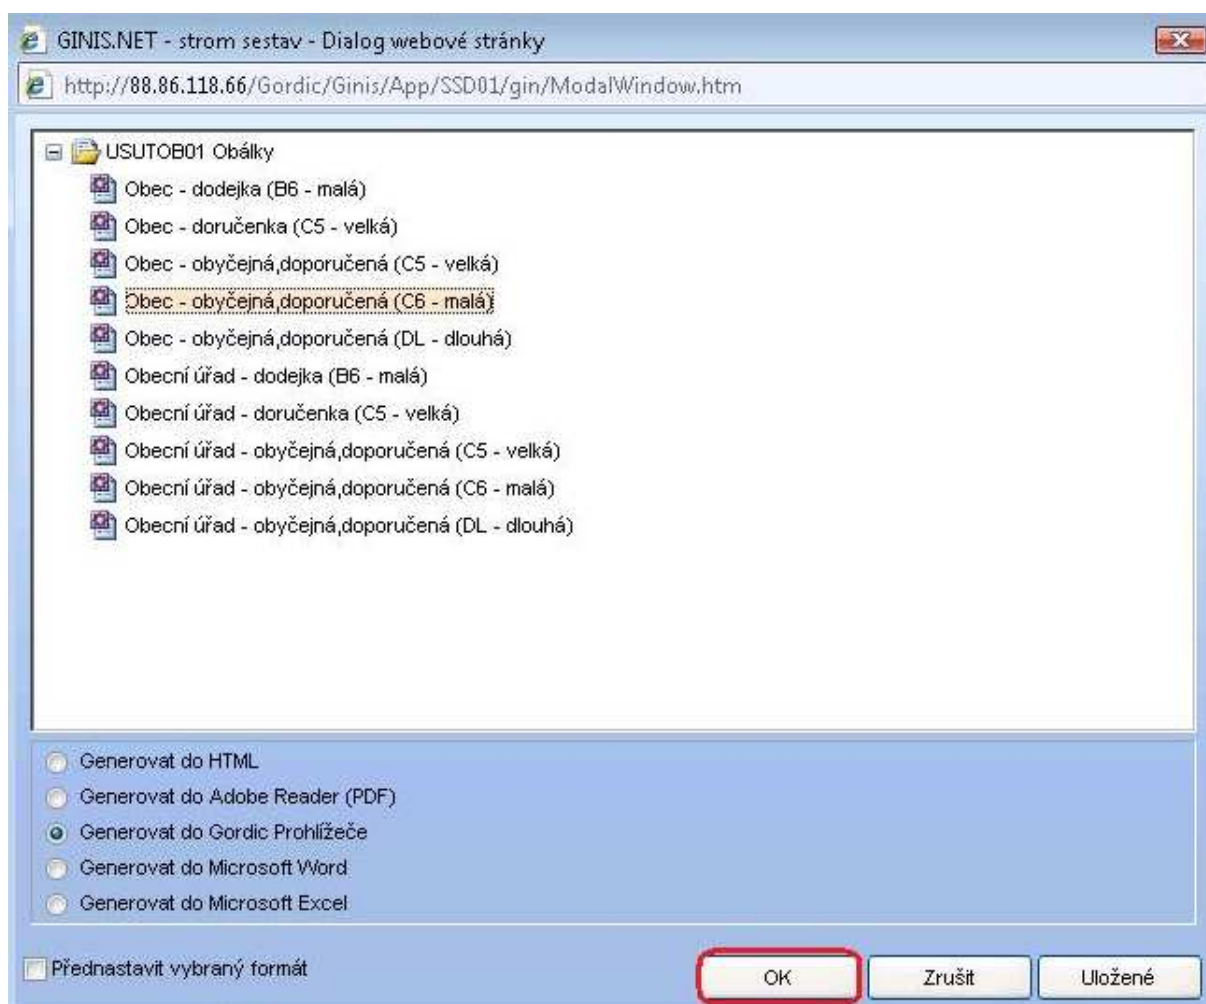 GINIS.NET - strom sestav - Dialog webové stránky
http://88.86.118.66/Gordic/Ginis/App/SSD01/gin/ModalWindow.htm
USUTOB01 Obálky
Obec - dodejka (B6 - malá)
Obec - doručenka (C5 - velká)
Obec - obyčejná,doporučená (C5 - velká)
Obec - obyčejná,doporučená (C6 - malá)
Obec - obyčejná,doporučená (DL - dlouhá)
Obecní úřad - dodejka (B6 - malá)
Obecní úřad - doručenka (C5 - velká)
Obecní úřad - obyčejná,doporučená (C5 - velká)
Obecní úřad - obyčejná,doporučená (C6 - malá)
Obecní úřad - obyčejná,doporučená (DL - dlouhá)
Generovat do HTML
Generovat do Adobe Reader (PDF)
Generovat do Gordic Prohlížeče
Generovat do Microsoft Word
Generovat do Microsoft Excel
Přednastavit vybraný formát
OK Zrušit Uložené